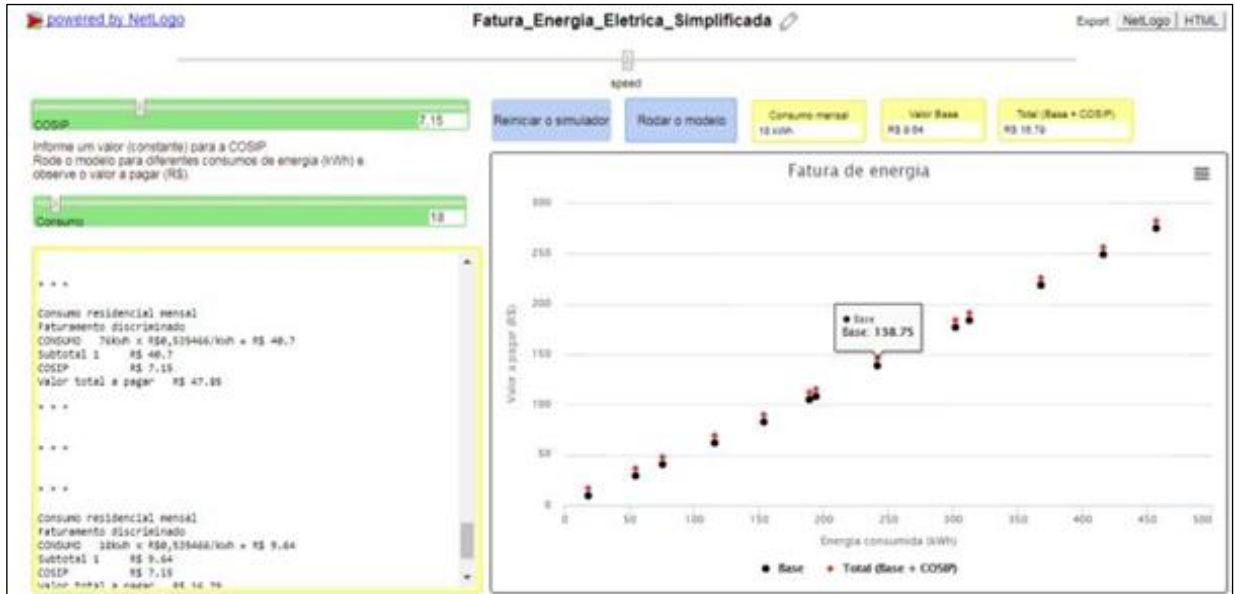 powered by NetLogo
Fatura_Energia_Eletrica_Simplificada
Export NetLogo HTML
speed
COSIP
7,15
Informe um valor (constante) para a COSIP.
Rode o modelo para diferentes consumos de energia (kWh) e
observe o valor a pagar (R$)
Consumo
18
* * *
Consumo residencial mensal
Faturamento discriminado
CONSUMO 76kWh x R$0,535466/kWh = R$ 40.7
Subtotal 1 R$ 40.7
COSIP R$ 7.15
Valor total a pagar R$ 47.85
* * *
* * *
* * *
Consumo residencial mensal
Faturamento discriminado
CONSUMO 18kWh x R$0,535466/kWh = R$ 9.64
Subtotal 1 R$ 9.64
COSIP R$ 7.15
Valor total a pagar R$ 16.79
Reiniciar o simulador
Rodar o modelo
Consumo mensal
18 kWh
Valor Base
R$ 9.64
Total (Base + COSIP)
R$ 16.79
Fatura de energia
Valor a pagar (R$)
300
250
200
150
100
50
0
Base
Base: 138.75
0 50 100 150 200 250 300 350 400 450 500
Energia consumida (kWh)
Base Total (Base + COSIP)